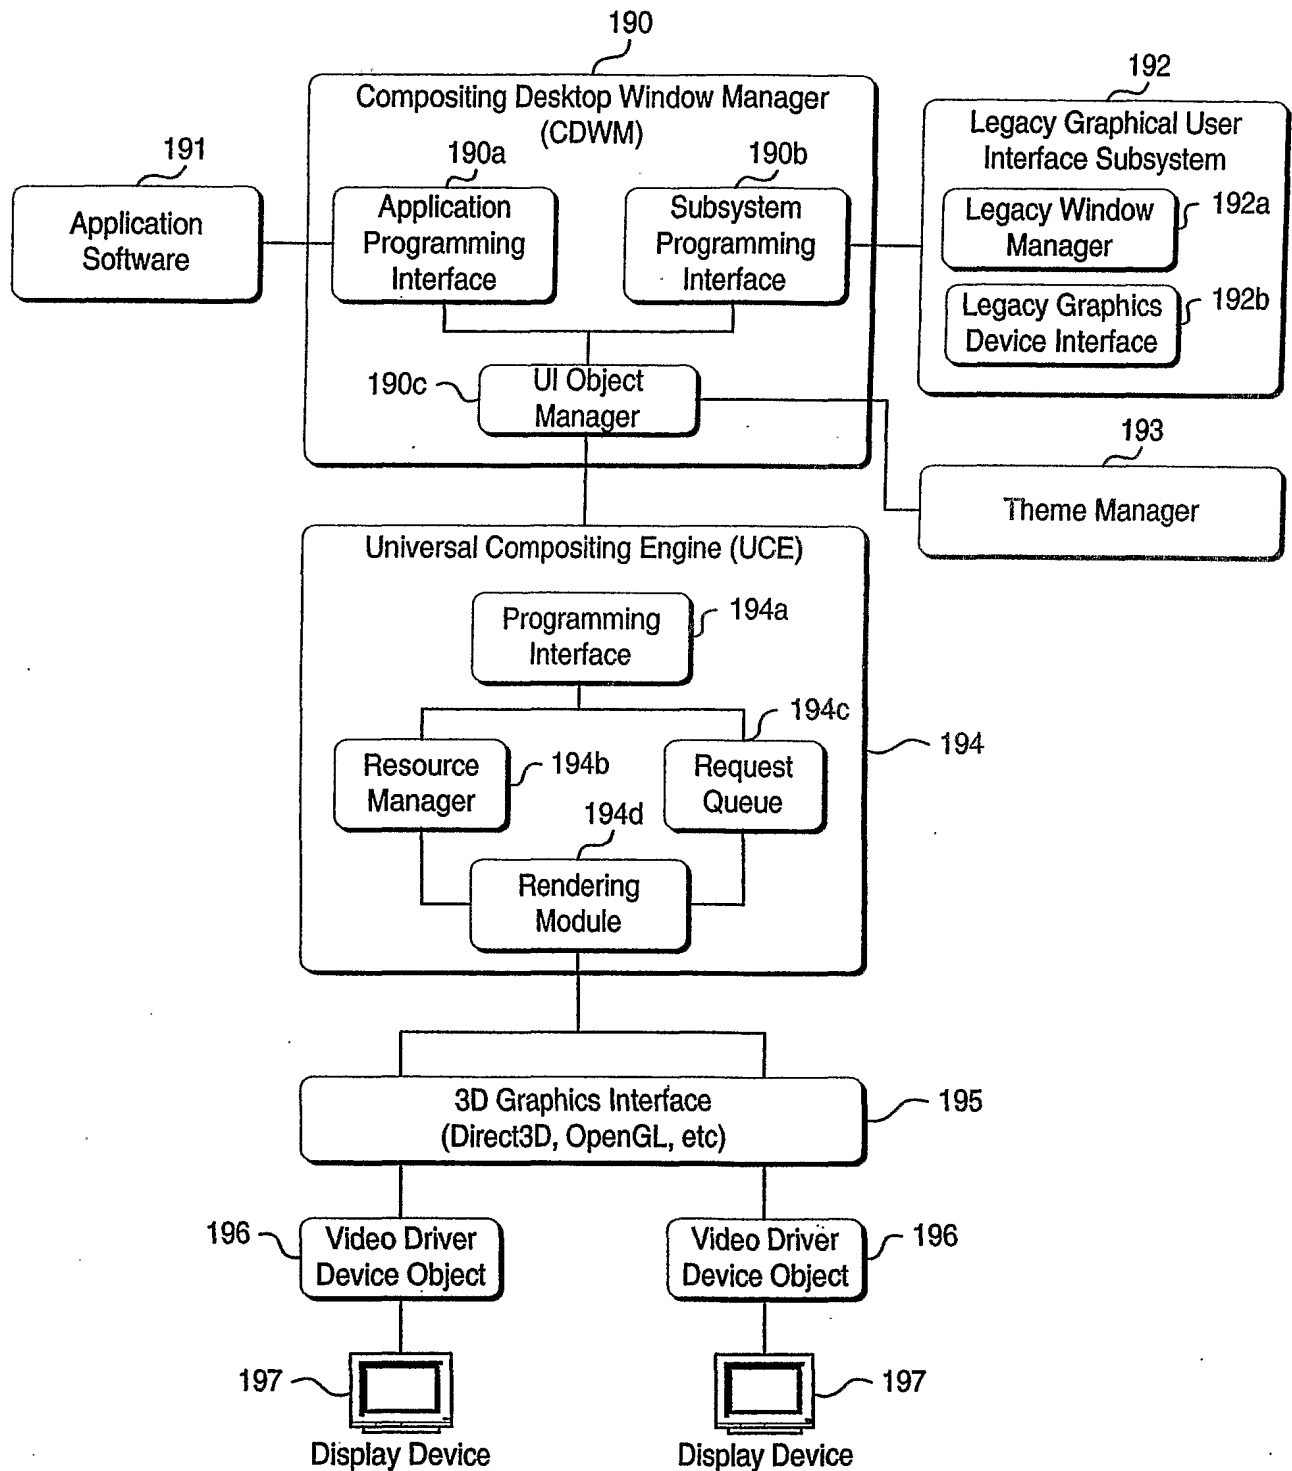 190
Compositing Desktop Window Manager
(CDWM)
192
Legacy Graphical User
Interface Subsystem
191
190a
190b
Application
Software
Application
Programming
Interface
Subsystem
Programming
Interface
Legacy Window
Manager
192a
Legacy Graphics
Device Interface
192b
190c
UI Object
Manager
193
Theme Manager
Universal Compositing Engine (UCE)
Programming
Interface
194a
194c
Resource
Manager
194b
Request
Queue
194
194d
Rendering
Module
3D Graphics Interface
(Direct3D, OpenGL, etc)
195
196
Video Driver
Device Object
Video Driver
Device Object
196
197
197
Display Device
Display Device